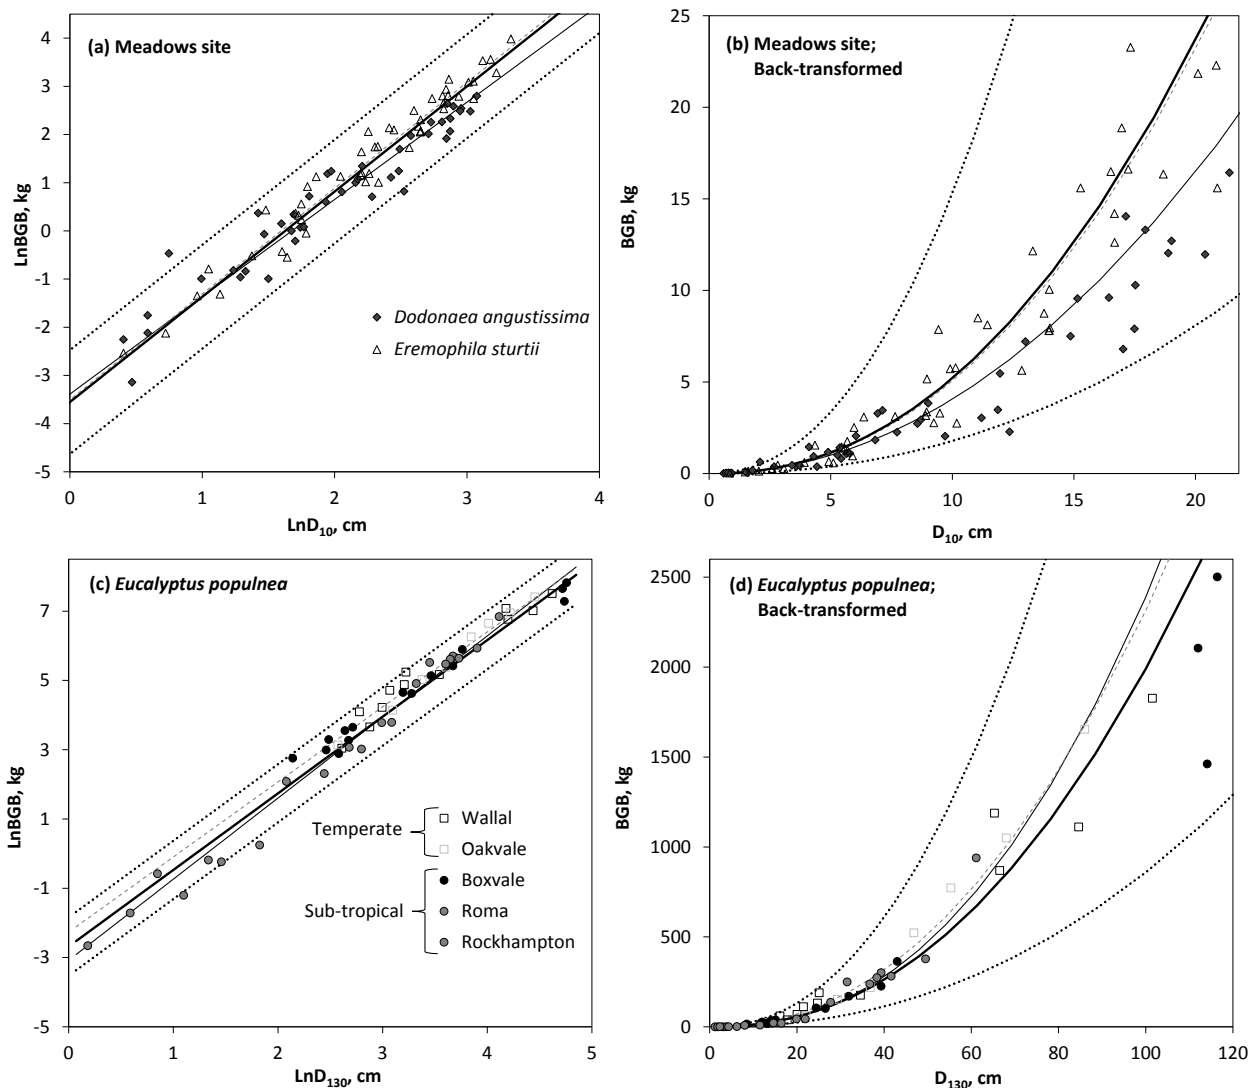 (a) Meadows site
LnBGB, kg
4
3
2
1
0
-1
-2
-3
-4
-5
Dodonaea angustissima
Eremophila sturtii
0 1 2 3 4
LnD10, cm
(b) Meadows site;
Back-transformed
BGB, kg
25
20
15
10
5
0
0 5 10 15 20
D10, cm
(c) Eucalyptus populnea
LnBGB, kg
7
5
3
1
-1
-3
-5
Temperate
Wallal
Oakvale
Sub-tropical
Boxvale
Roma
Rockhampton
0 1 2 3 4 5
LnD130, cm
(d) Eucalyptus populnea;
Back-transformed
BGB, kg
2500
2000
1500
1000
500
0
0 20 40 60 80 100 120
D130, cm